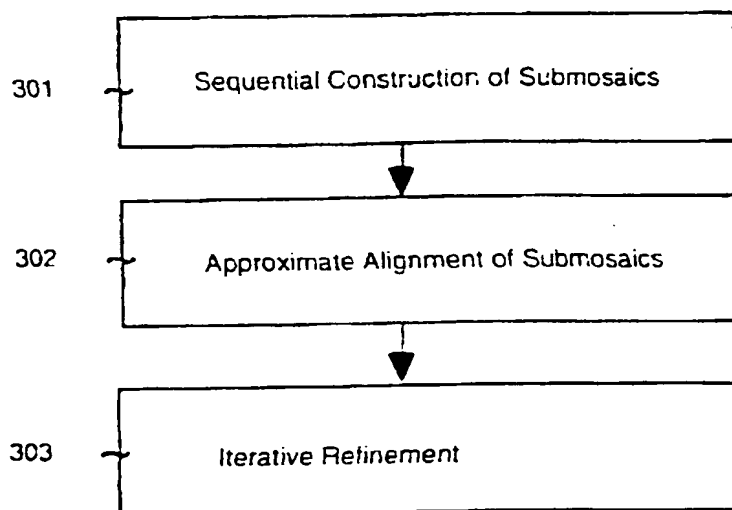 301 Sequential Construction of Submosaics
302 Approximate Alignment of Submosaics
303 Iterative Refinement